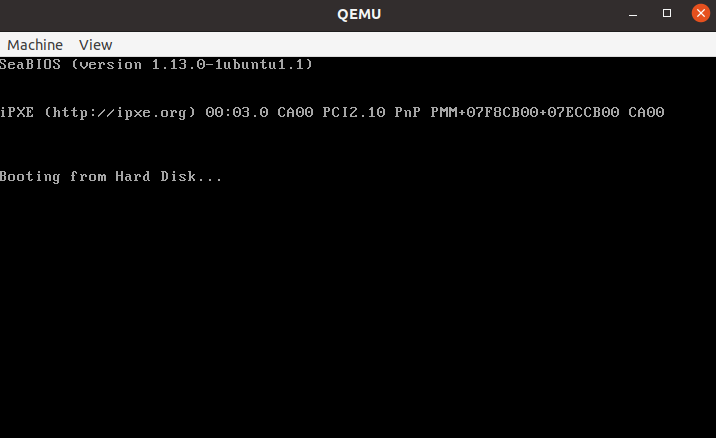 QEMU
Machine View
SeaBIOS (version 1.13.0-1ubuntu1.1)
iPXE (http://ipxe.org) 00:03.0 CA00 PCI2.10 PnP PMM+07F8CB00+07ECCB00 CA00
Booting from Hard Disk...